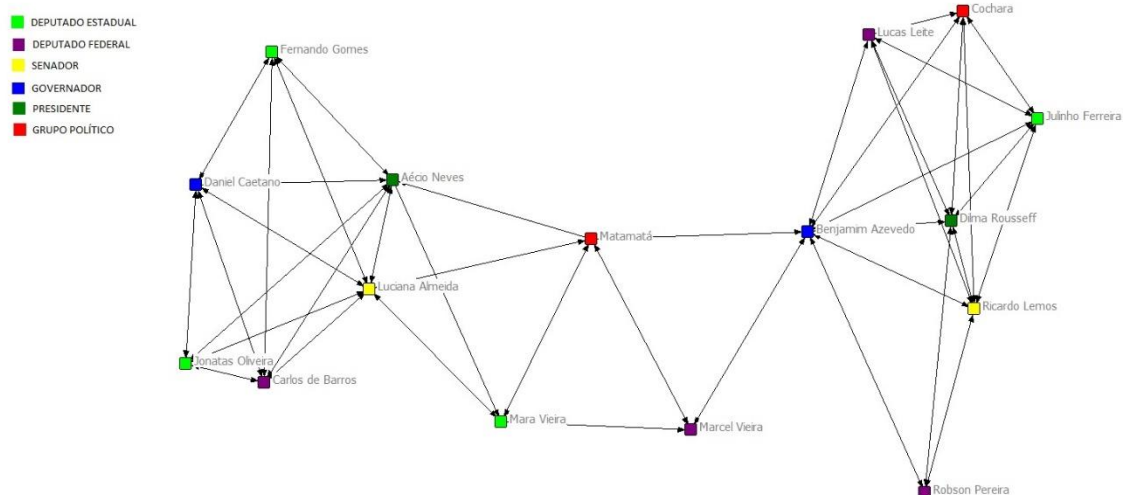 DEPUTADO ESTADUAL
DEPUTADO FEDERAL
SENADOR
GOVERNADOR
PRESIDENTE
GRUPO POLÍTICO
Cochara
Lucas Leite
Fernando Gomes
Julinho Ferreira
Aécio Neves
Daniel Caetano
Dilma Rousseff
Benjamim Azevedo
Matamatá
Luciana Almeida
Ricardo Lemos
Jonatas Oliveira
Carlos de Barros
Mara Vieira
Marcel Vieira
Robson Pereira